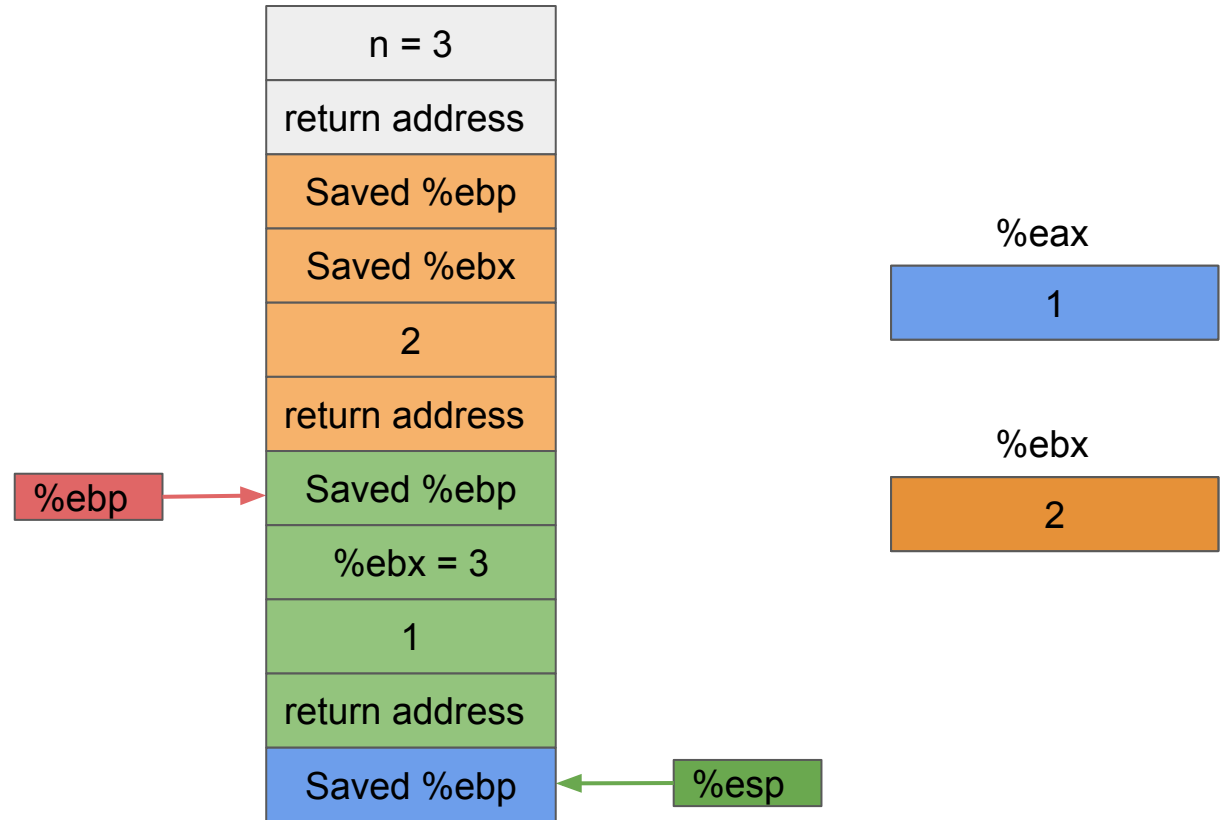 n = 3
return address
Saved %ebp
Saved %ebx
2
return address
Saved %ebp
%ebx = 3
1
return address
Saved %ebp
%ebp
%esp
%eax
1
%ebx
2